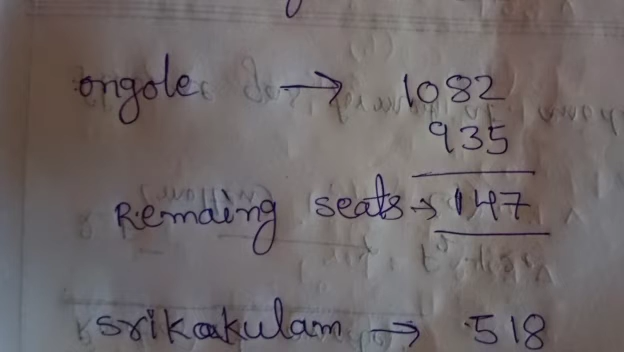 ongole → 1082
935
Remaing seats → 147
srikakulam → 518